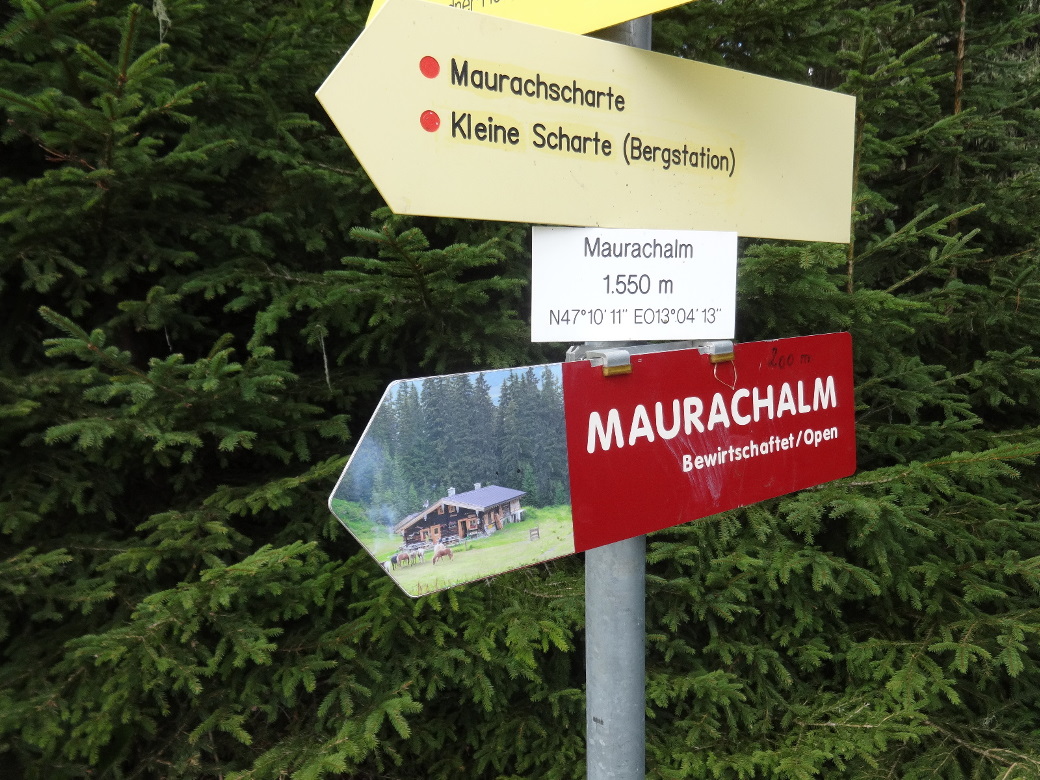 Maurachscharte
Kleine Scharte (Bergstation)
Maurachalm
1.550 m
N47°10'11" EO13°04'13"
200 m
MAURACHALM
Bewirtschaftet/Open